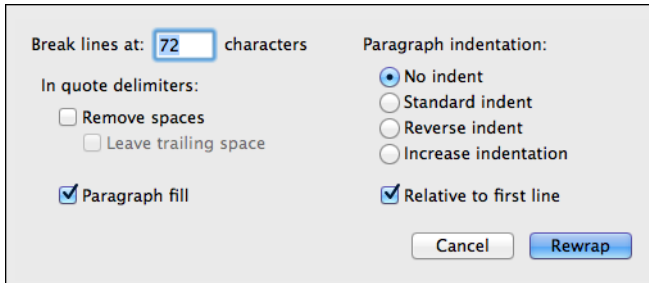 Break lines at: 72 characters
In quote delimiters:
Remove spaces
Leave trailing space
Paragraph fill
Paragraph indentation:
No indent
Standard indent
Reverse indent
Increase indentation
Relative to first line
Cancel Rewrap